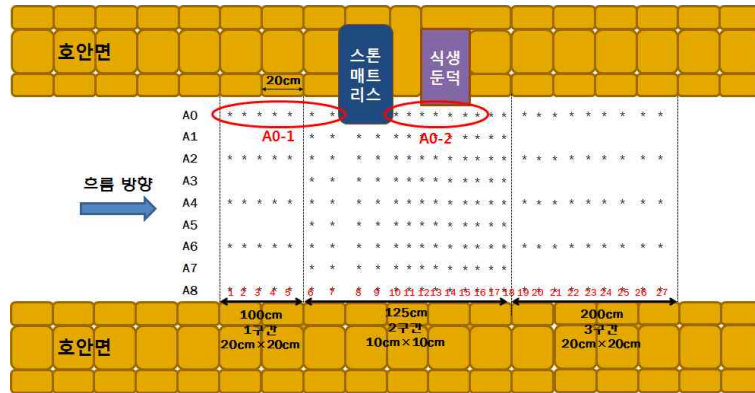 호안면
스톤
매트
리스
식생
둔덕
20cm
A0
A0-1
A0-2
A1
A2
A3
흐름 방향
A4
A5
A6
A7
A8
1 2 3 4 5 6 7 8 9 10 11 12 13 14 15 16 17 18 19 20 21 22 23 24 25 26 27
100cm
1구간
20cm×20cm
125cm
2구간
10cm×10cm
200cm
3구간
20cm×20cm
호안면